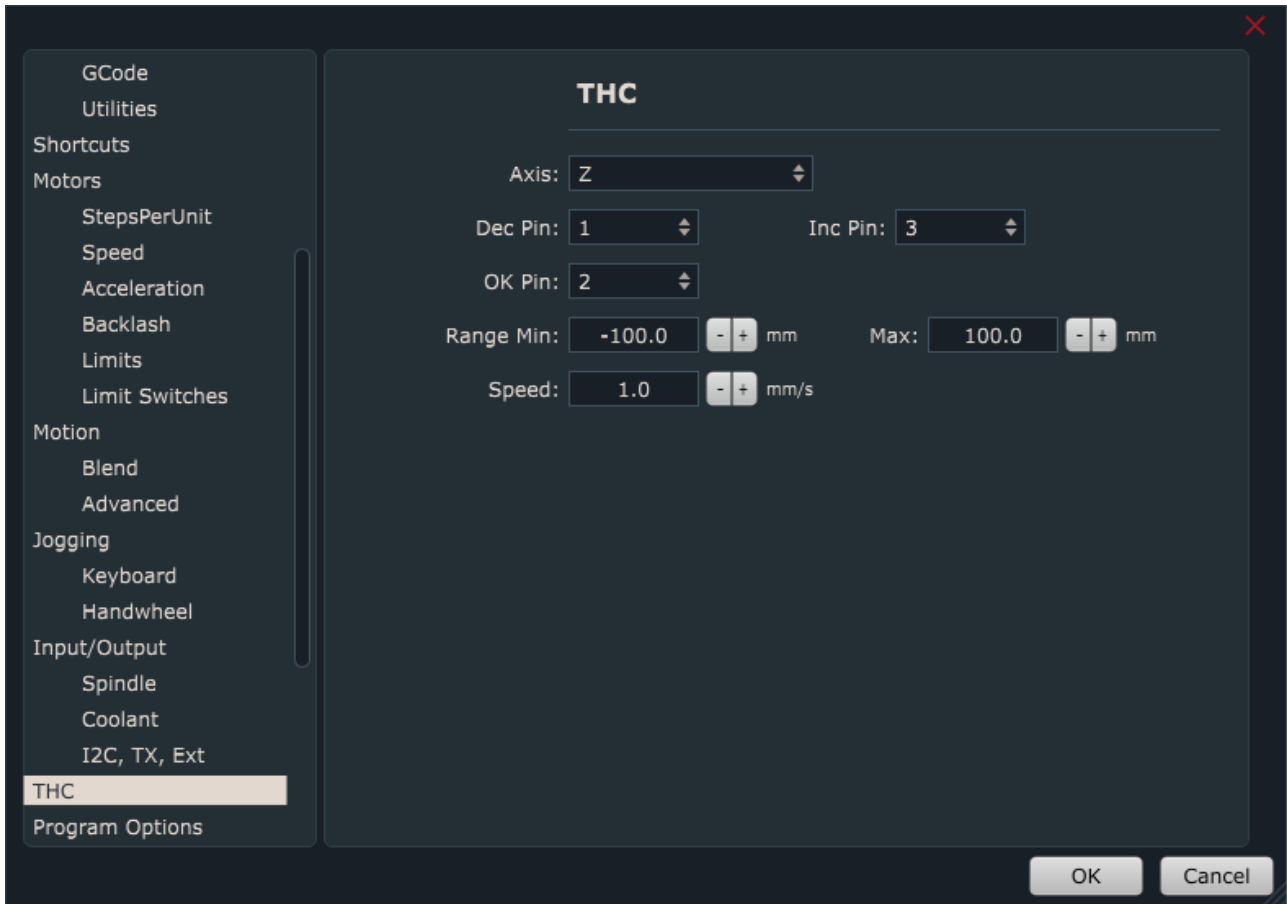 GCode
Utilities
Shortcuts
Motors
StepsPerUnit
Speed
Acceleration
Backlash
Limits
Limit Switches
Motion
Blend
Advanced
Jogging
Keyboard
Handwheel
Input/Output
Spindle
Coolant
I2C, TX, Ext
THC
Program Options
THC
Axis: Z
Dec Pin: 1 Inc Pin: 3
OK Pin: 2
Range Min: -100.0 - + mm Max: 100.0 - + mm
Speed: 1.0 - + mm/s
OK Cancel